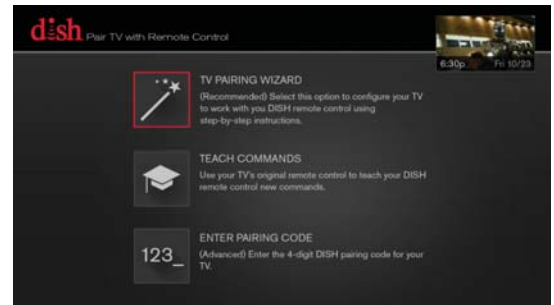 dish Pair TV with Remote Control
6:30p Fri 10/23
TV PAIRING WIZARD
(Recommended) Select this option to configure your TV
to work with you DISH remote control using
step-by-step instructions.
TEACH COMMANDS
Use your TV's original remote control to teach your DISH
remote control new commands.
123_
ENTER PAIRING CODE
(Advanced) Enter the 4-digit DISH pairing code for your
TV.